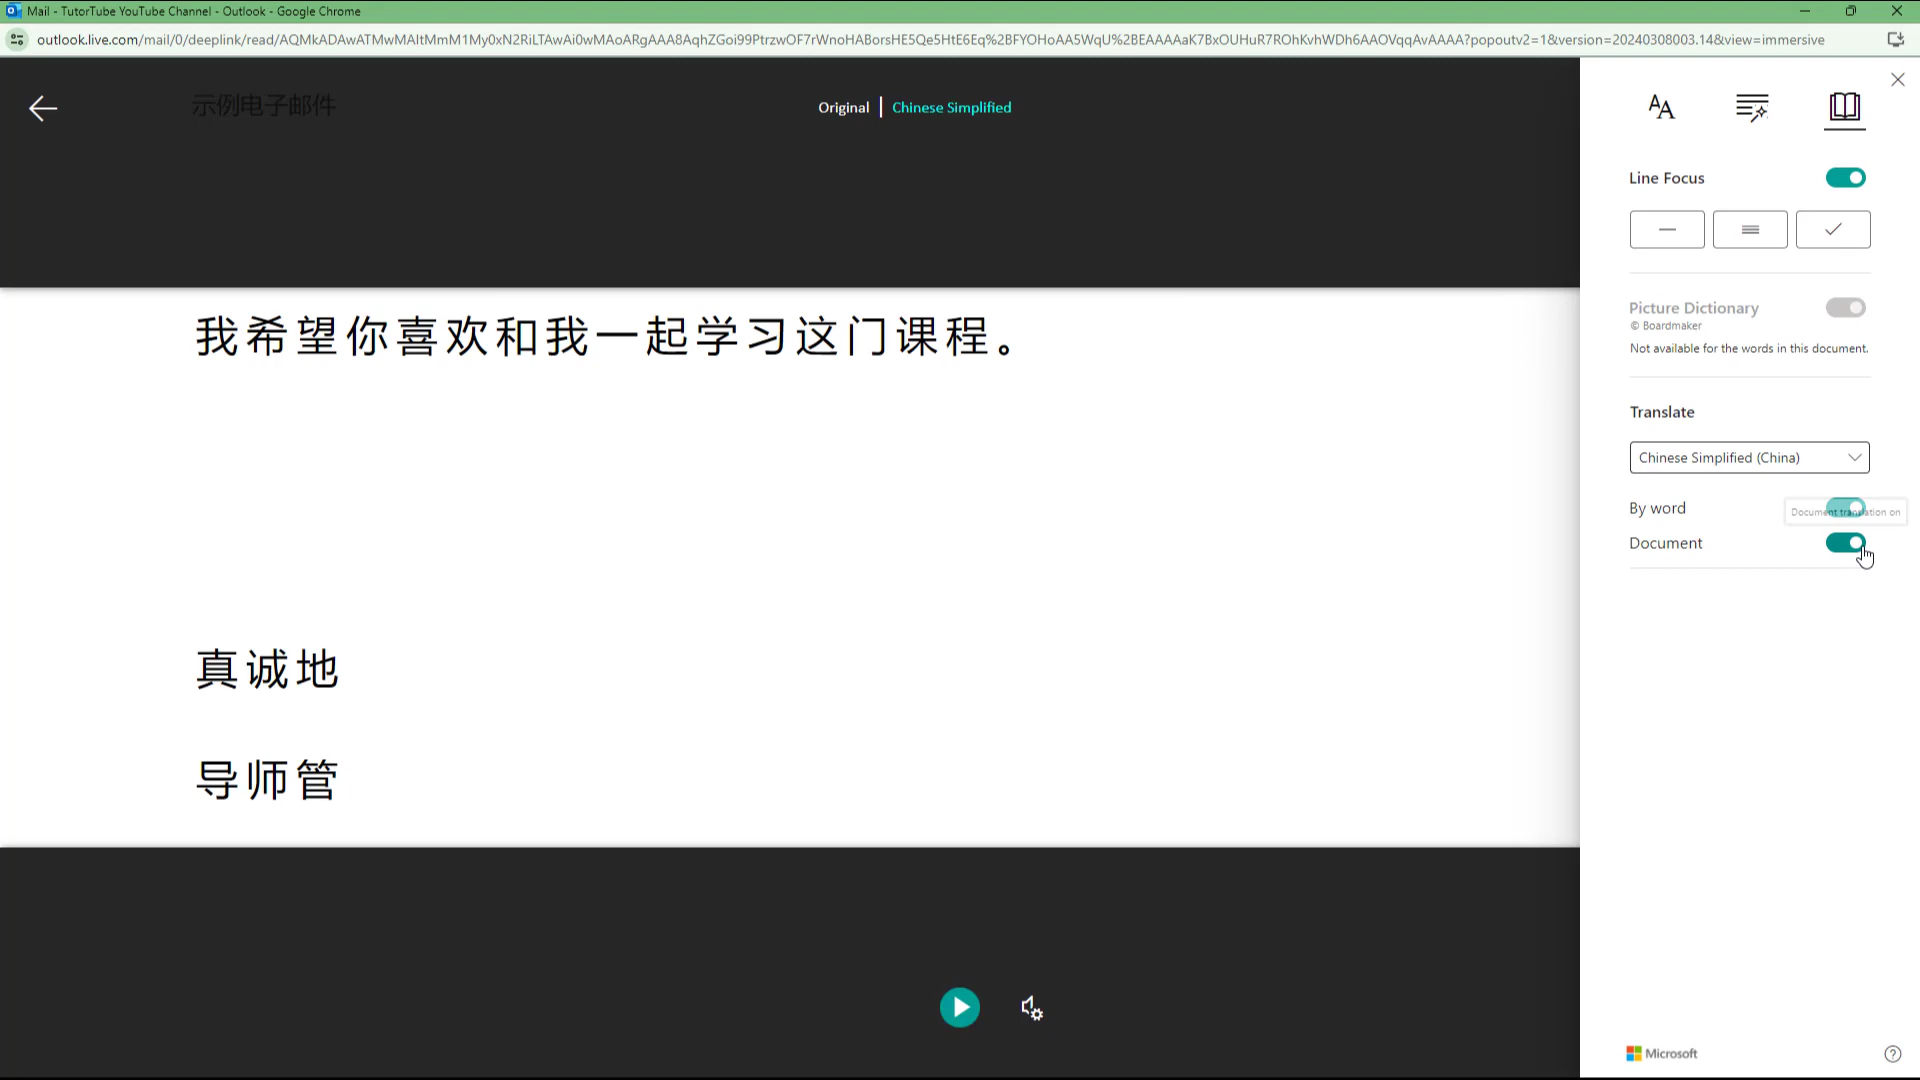 Mail - TutorTube YouTube Channel - Outlook - Google Chrome
outlook.live.com/mail/0/deeplink/read/AQMkADAwATMwMAItMmM1My0xN2RiLTAwAi0wMAoARgAAA8AqhZGoi99PtrzwOF7rWnoHABorsHE5Qe5HtE6Eq%2BFYOHoAA5WqU%2BEAAAAaK7BxOUHuR7ROhKvhWDh6AAOVqqAvAAAA?popoutv2=1&version=20240308003.14&view=immersive
示例电子邮件
Original | Chinese Simplified
我希望你喜欢和我一起学习这门课程。
真诚地
导师管
Line Focus
Picture Dictionary
© Boardmaker
Not available for the words in this document.
Translate
Chinese Simplified (China)
By word
Document translation on
Document
Microsoft